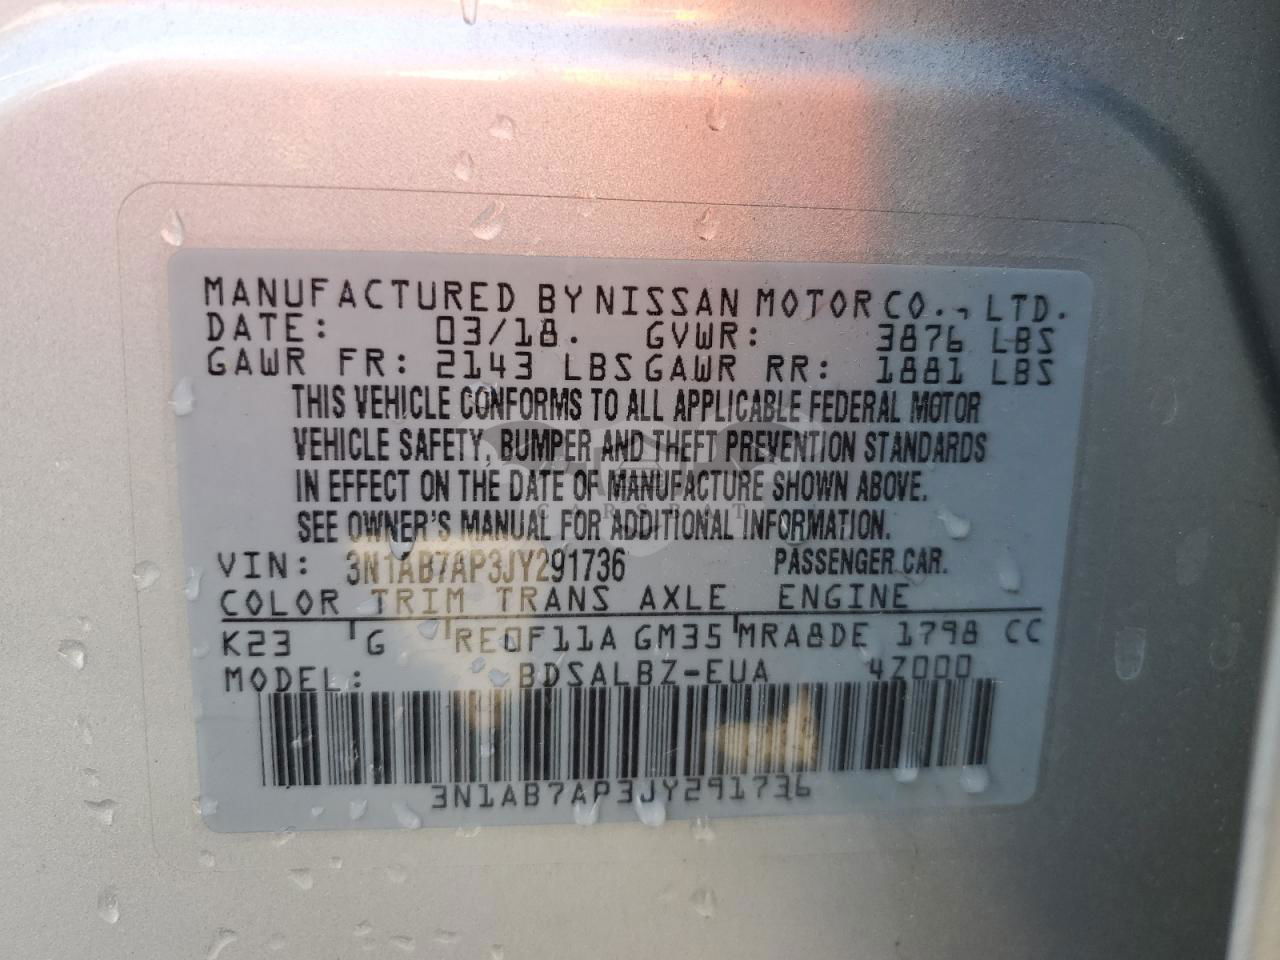 MANUFACTURED BY NISSAN MOTOR CO., LTD.
DATE: 03/18. GVWR: 3876 LBS
GAWR FR: 2143 LBS GAWR RR: 1881 LBS
THIS VEHICLE CONFORMS TO ALL APPLICABLE FEDERAL MOTOR
VEHICLE SAFETY, BUMPER AND THEFT PREVENTION STANDARDS
IN EFFECT ON THE DATE OF MANUFACTURE SHOWN ABOVE.
CARSBAT
SEE OWNER'S MANUAL FOR ADDITIONAL INFORMATION.
VIN: 3N1AB7AP3JY291736 PASSENGER CAR.
COLOR TRIM TRANS AXLE ENGINE
K23 G RE0F11A GM35 MRA8DE 1798 CC
MODEL: BDSALBZ-EUA 4Z000
3N1AB7AP3JY291736